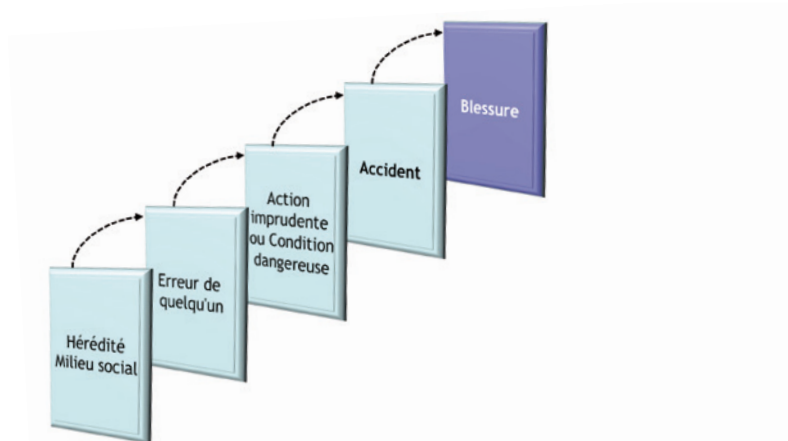 Hérédité
Milieu social
Erreur de
quelqu'un
Action
imprudente
ou Condition
dangereuse
Accident
Blessure